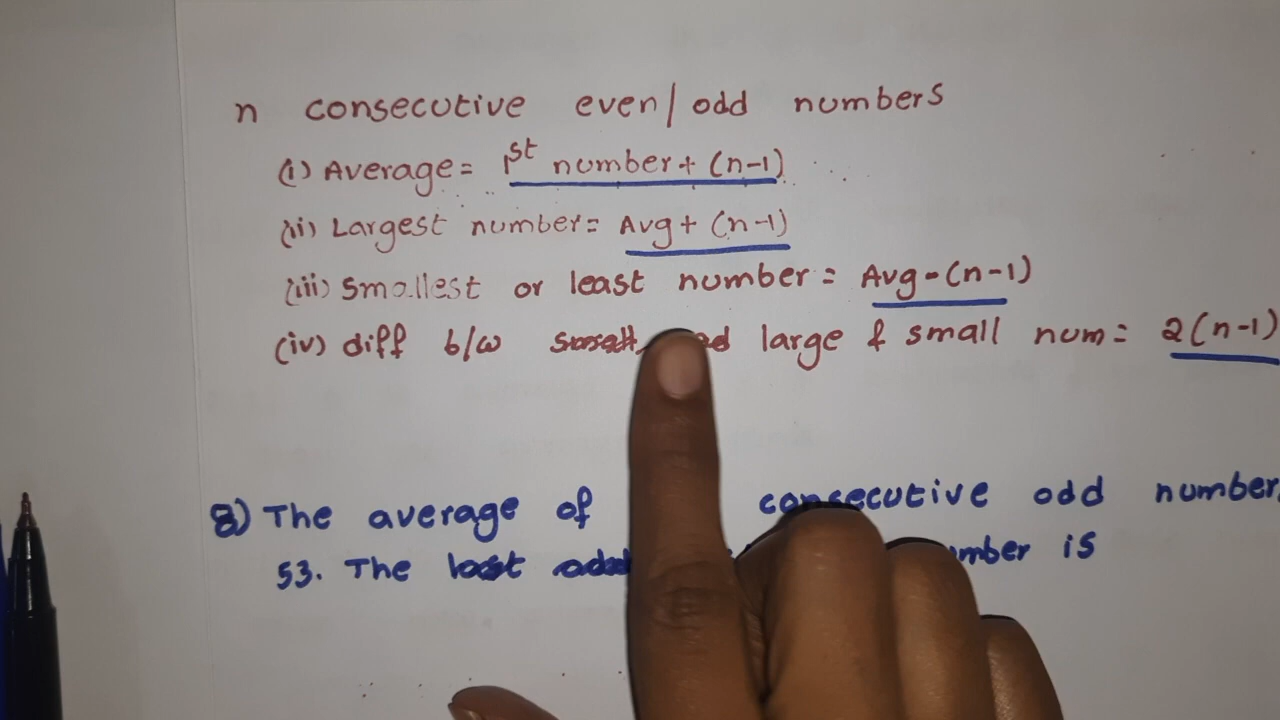 n consecutive even/odd numbers
(i) Average = 1st number + (n-1)
(ii) Largest number = Avg + (n-1)
(iii) Smallest or least number = Avg - (n-1)
(iv) diff b/w large & small num = 2(n-1)
8) The average of consecutive odd number
53. The is